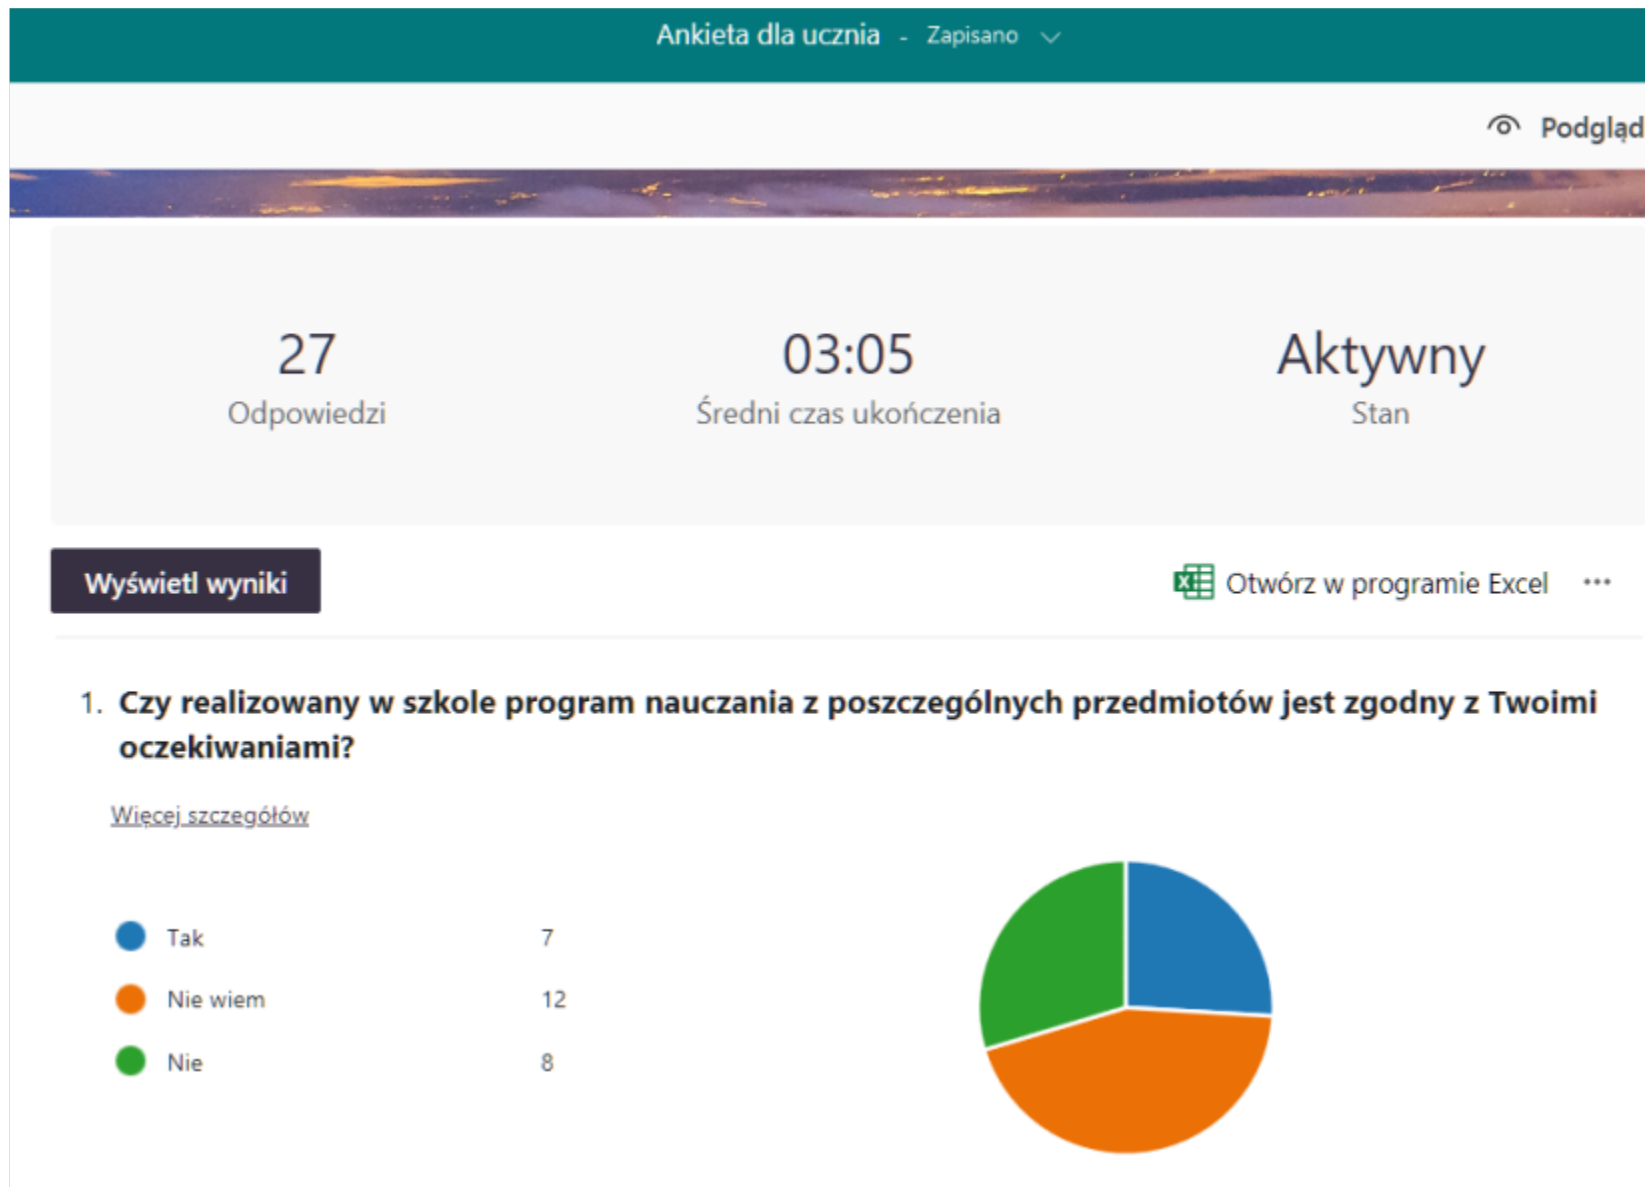 Ankieta dla ucznia - Zapisano
Podgląd
27
Odpowiedzi
03:05
Średni czas ukończenia
Aktywny
Stan
Wyświetl wyniki
Otwórz w programie Excel ...
1. Czy realizowany w szkole program nauczania z poszczególnych przedmiotów jest zgodny z Twoimi
oczekiwaniami?
Więcej szczegółów
Tak 7
Nie wiem 12
Nie 8